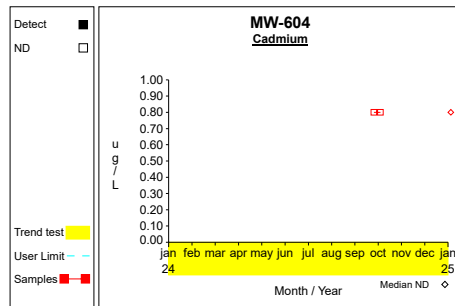 Detect
ND
Trend test
User Limit
Samples
MW-604
Cadmium
ug/L
1.00
0.90
0.80
0.70
0.60
0.50
0.40
0.30
0.20
0.10
0.00
jan feb mar apr may jun jul aug sep oct nov dec jan
24 25
Month / Year
Median ND